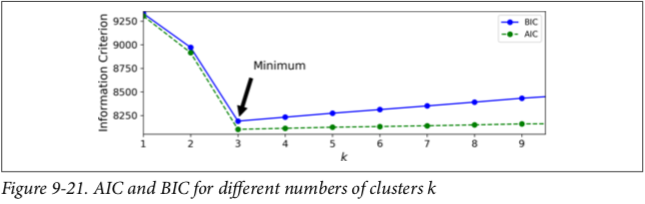 9250
9000
8750
8500
8250
Information Criterion
BIC
AIC
Minimum
1 2 3 4 5 6 7 8 9
k
Figure 9-21. AIC and BIC for different numbers of clusters k